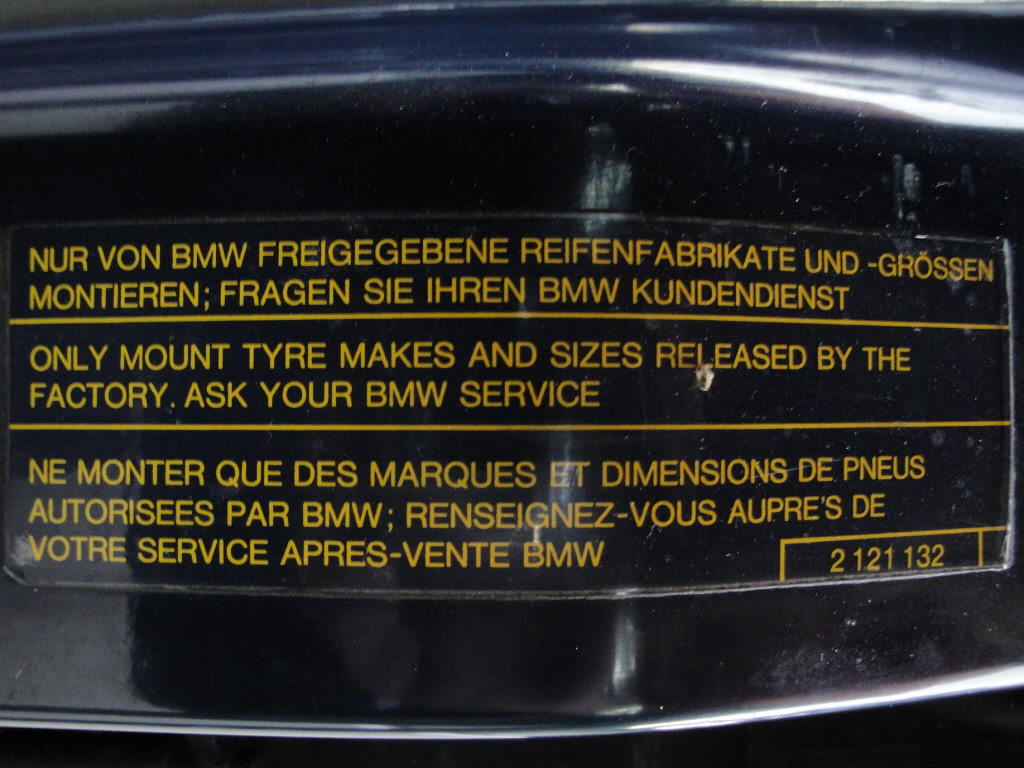 NUR VON BMW FREIGEGEBENE REIFENFABRIKATE UND -GRÖSSEN
MONTIEREN; FRAGEN SIE IHREN BMW KUNDENDIENST
ONLY MOUNT TYRE MAKES AND SIZES RELEASED BY THE
FACTORY. ASK YOUR BMW SERVICE
NE MONTER QUE DES MARQUES ET DIMENSIONS DE PNEUS
AUTORISEES PAR BMW; RENSEIGNEZ-VOUS AUPRE'S DE
VOTRE SERVICE APRES-VENTE BMW
2 121 132